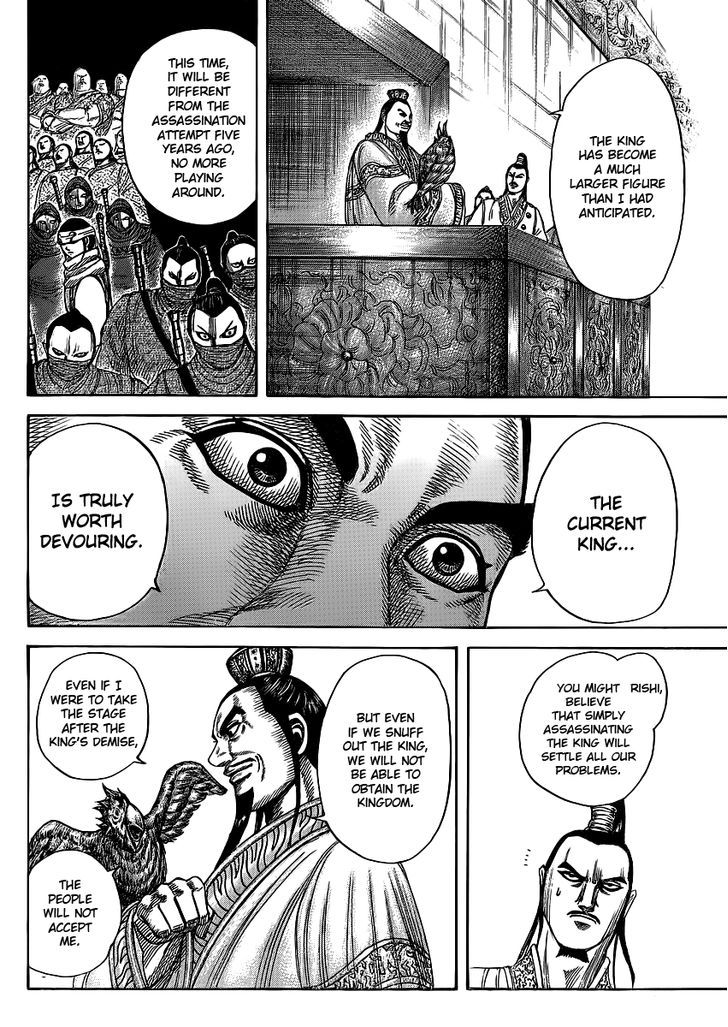 THE KING
HAS BECOME
A MUCH
LARGER FIGURE
THAN I HAD
ANTICIPATED.
THIS TIME,
IT WILL BE
DIFFERENT
FROM THE
ASSASSINATION
ATTEMPT FIVE
YEARS AGO,
NO MORE
PLAYING
AROUND.
THE
CURRENT
KING...
IS TRULY
WORTH
DEVOURING.
RISHI,
YOU MIGHT
BELIEVE
THAT SIMPLY
ASSASSINATING
THE KING WILL
SETTLE ALL OUR
PROBLEMS.
BUT EVEN
IF WE SNUFF
OUT THE KING,
WE WILL NOT
BE ABLE TO
OBTAIN THE
KINGDOM.
EVEN IF I
WERE TO TAKE
THE STAGE
AFTER THE
KING'S DEMISE,
THE
PEOPLE
WILL NOT
ACCEPT
ME.